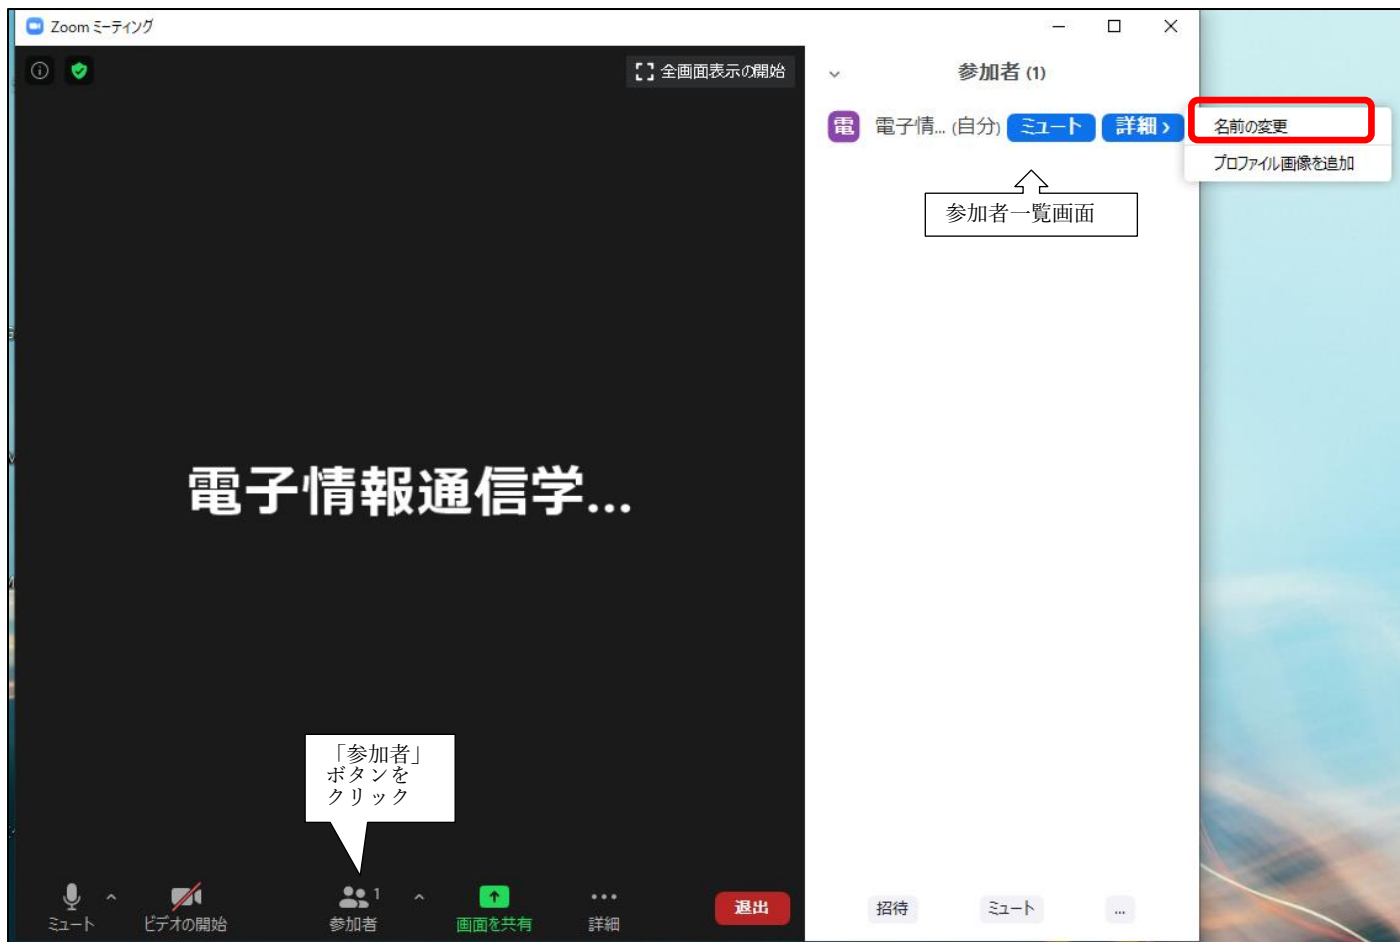 Zoom ミーティング
全画面表示の開始
参加者 (1)
電 電子情... (自分) ミュート 詳細 >
名前の変更
プロファイル画像を追加
参加者一覧画面
電子情報通信学...
「参加者」
ボタンを
クリック
1
ミュート ビデオの開始 参加者 画面を共有 詳細 退出
招待 ミュート ...